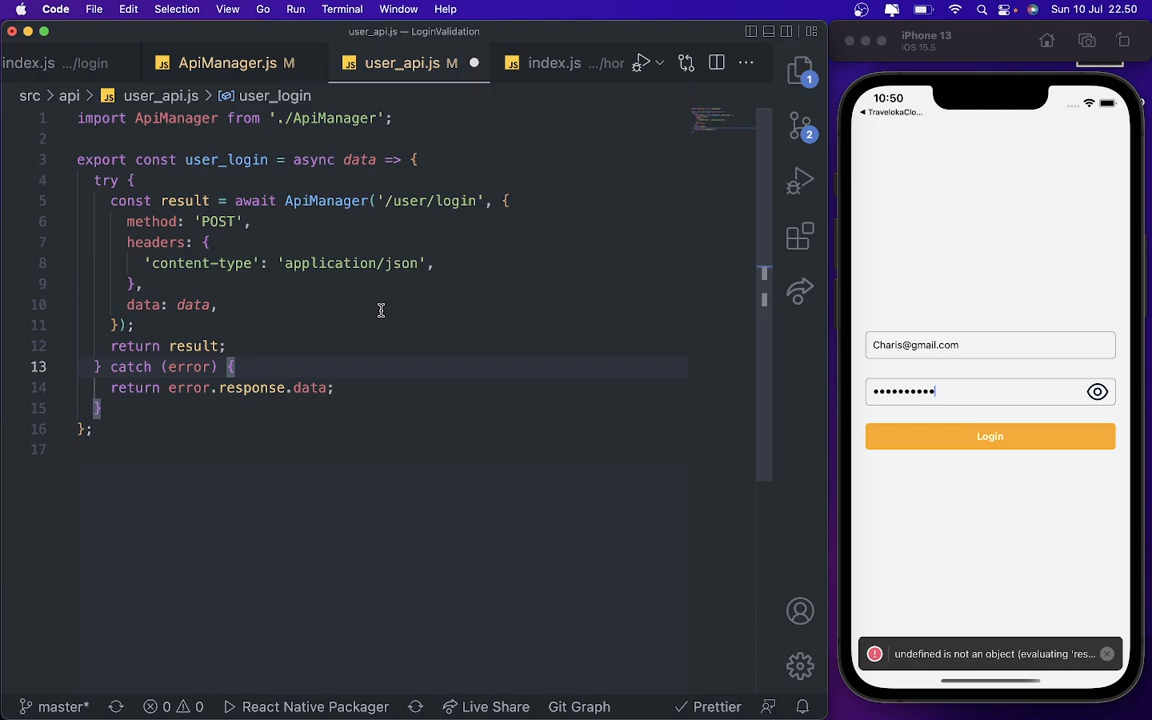 Code File Edit Selection View Go Run Terminal Window Help Sun 10 Jul 22.50
user_api.js — LoginValidation
index.js .../login ApiManager.js M user_api.js M index.js .../hor
src > api > user_api.js > user_login
1 import ApiManager from './ApiManager';
2
3 export const user_login = async data => {
4 try {
5 const result = await ApiManager('/user/login', {
6 method: 'POST',
7 headers: {
8 'content-type': 'application/json',
9 },
10 data: data,
11 });
12 return result;
13 } catch (error) {
14 return error.response.data;
15 }
16 };
17
1
2
master* 0 0 React Native Packager Live Share Git Graph Prettier
iPhone 13
iOS 15.5
10:50
TravelokaClo...
Charis@gmail.com
••••••••••
Login
undefined is not an object (evaluating 'res...